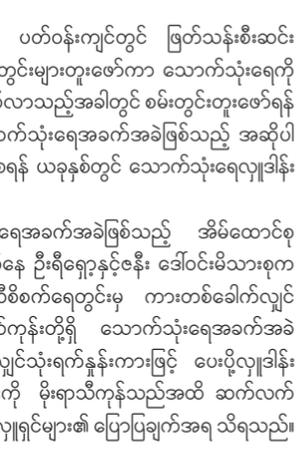 ပတ်ဝန်းကျင်တွင် ဖြတ်သန်းစီးဆင်း
တွင်းများတူးဖော်ကာ သောက်သုံးရေကို
လာသည့်အခါတွင် စမ်းတွင်းတူးဖော်ရန်
က်သုံးရေအခက်အခဲဖြစ်သည့် အဆိုပါ
ရန် ယခုနှစ်တွင် သောက်သုံးရေလှူဒါန်း
ရေအခက်အခဲဖြစ်သည့် အိမ်ထောင်စု
နေ ဦးရီရှော့နှင့်ဇနီး ဒေါ်ဝင်းမိသားစုက
စီစက်ရေတွင်းမှ ကားတစ်ခေါက်လျှင်
ကုန်းတို့ရှိ သောက်သုံးရေအခက်အခဲ
လျှင်သုံးရက်နှုန်းကားဖြင့် ပေးပို့လှူဒါန်း
ကို မိုးရာသီကုန်သည်အထိ ဆက်လက်
လှူရှင်များ၏ ပြောပြချက်အရ သိရသည်။